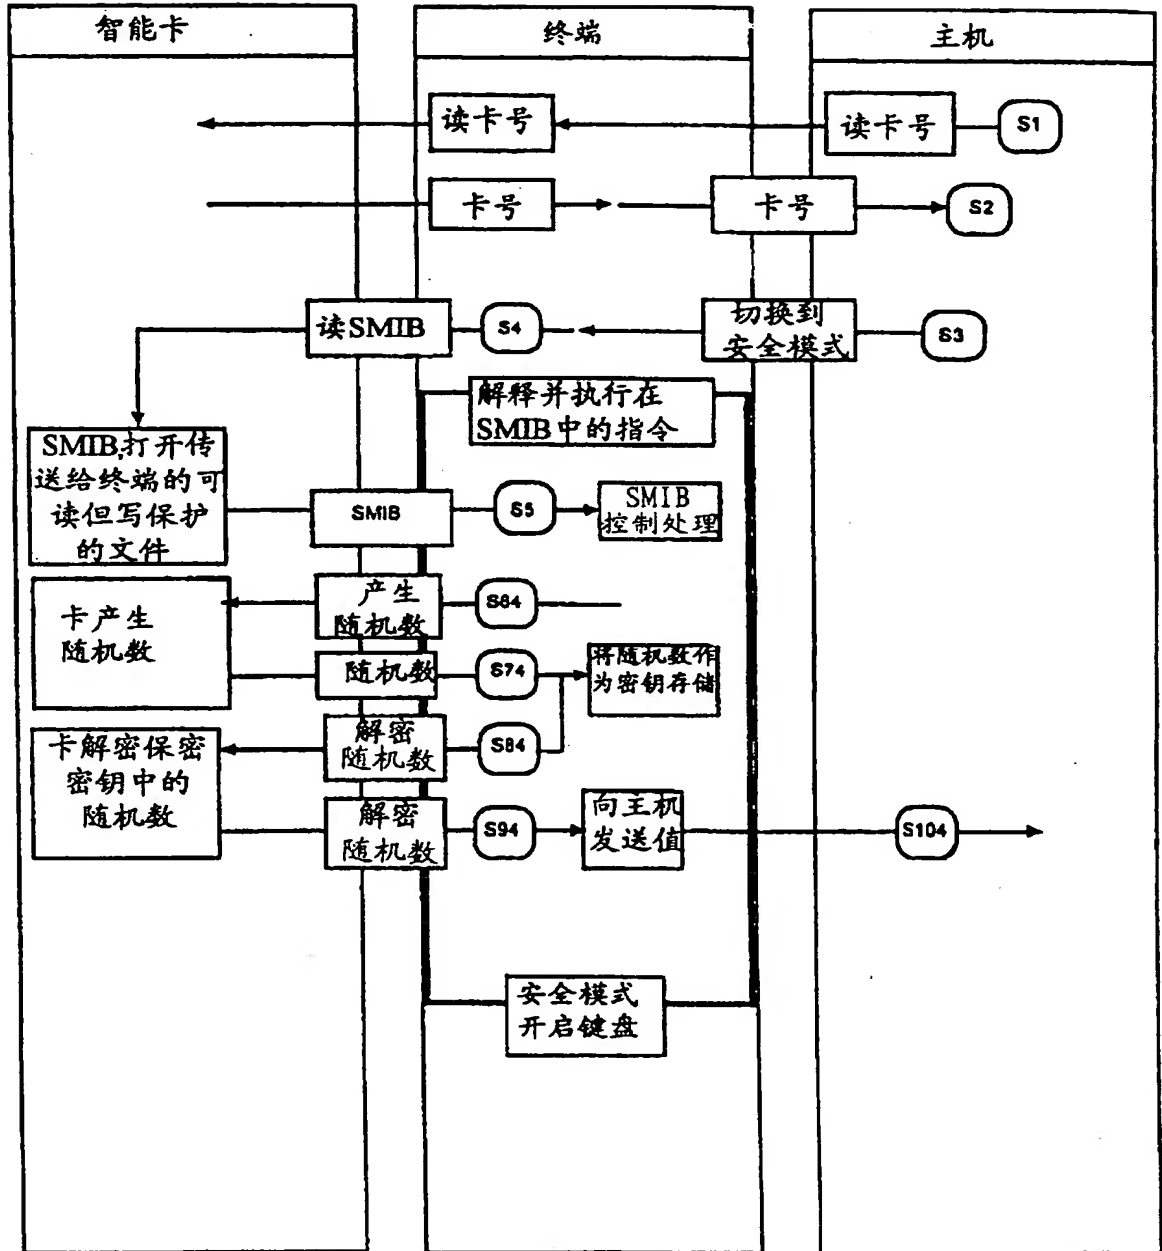 智能卡
终端
主机
读卡号
读卡号
S1
卡号
卡号
S2
读SMIB
S4
切换到
安全模式
S3
解释并执行在
SMIB中的指令
SMIB,打开传
送给终端的可
读但写保护
的文件
SMIB
S5
SMIB
控制处理
卡产生
随机数
产生
随机数
S64
随机数
S74
将随机数作
为密钥存储
卡解密保密
密钥中的
随机数
解密
随机数
S84
解密
随机数
S94
向主机
发送值
S104
安全模式
开启键盘